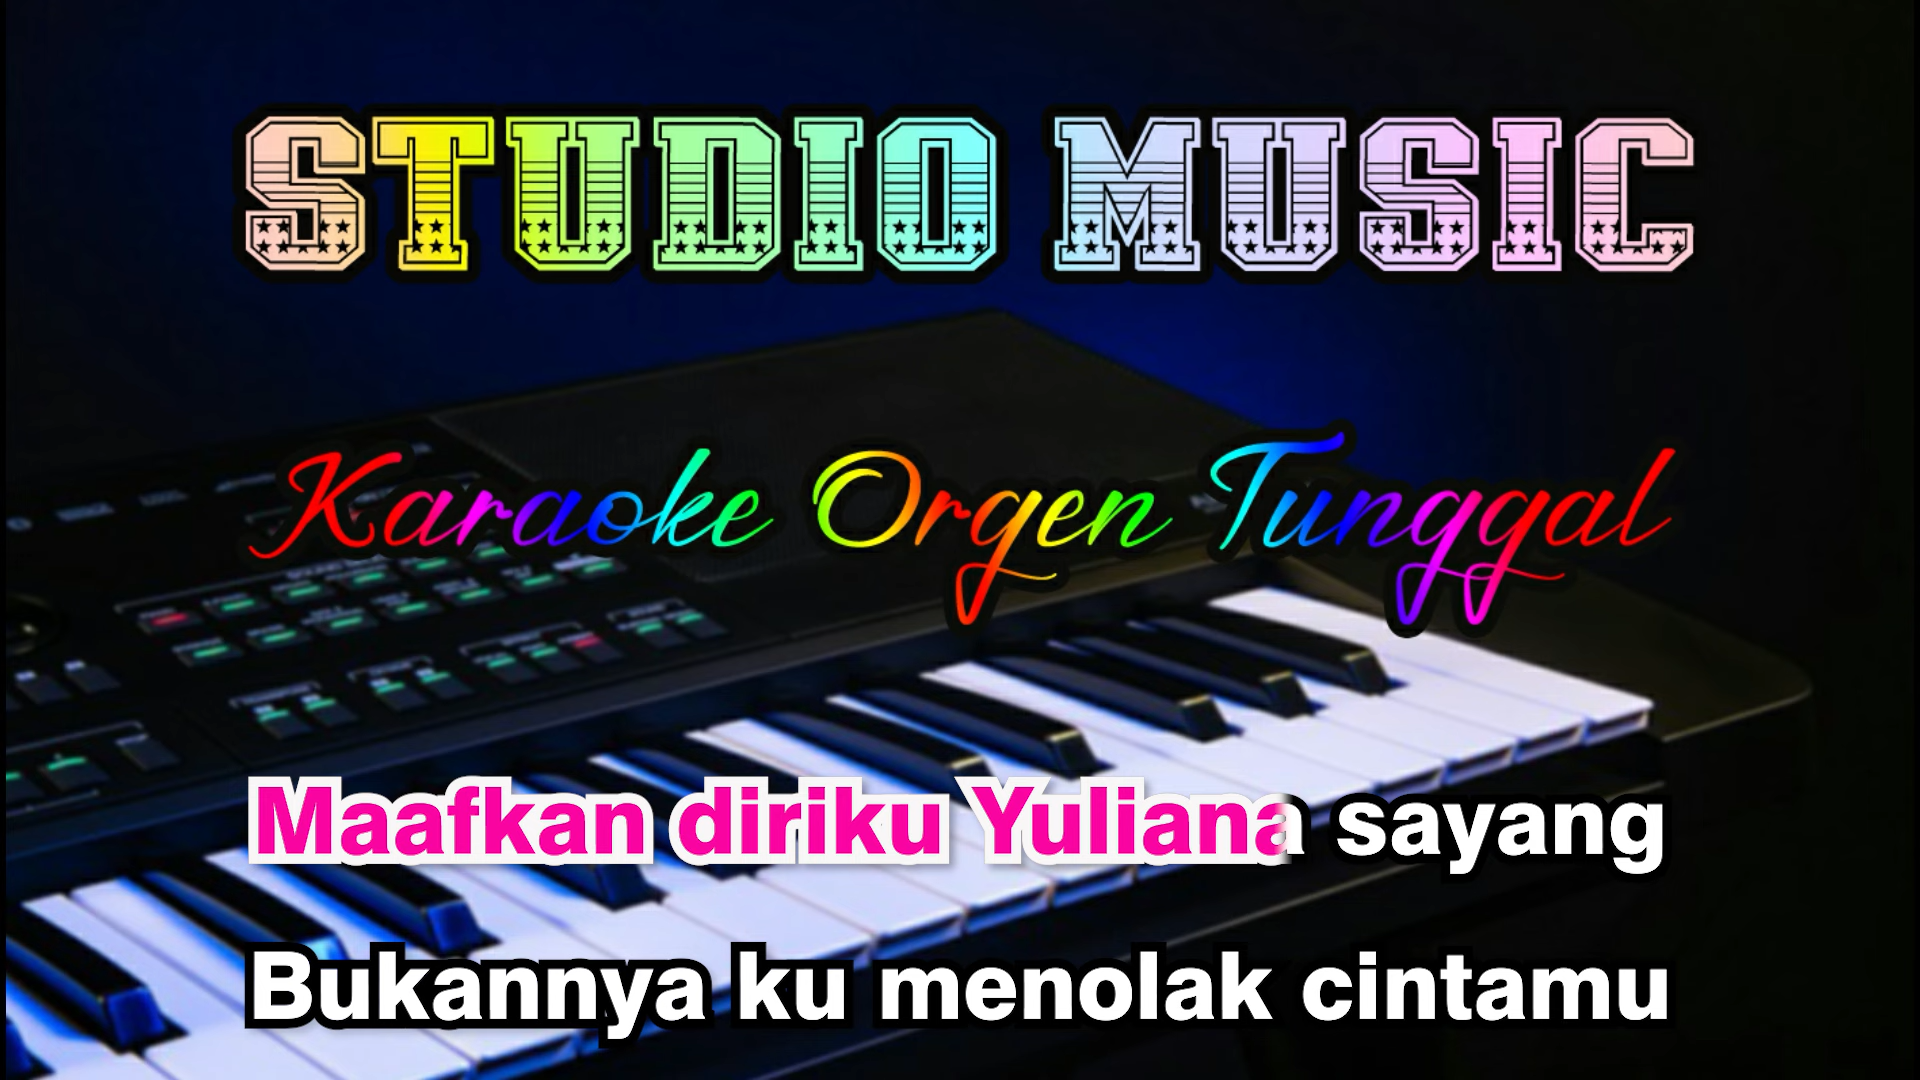 STUDIO MUSIC
Karaoke Orgen Tunggal
Maafkan diriku Yuliana sayang
Bukannya ku menolak cintamu